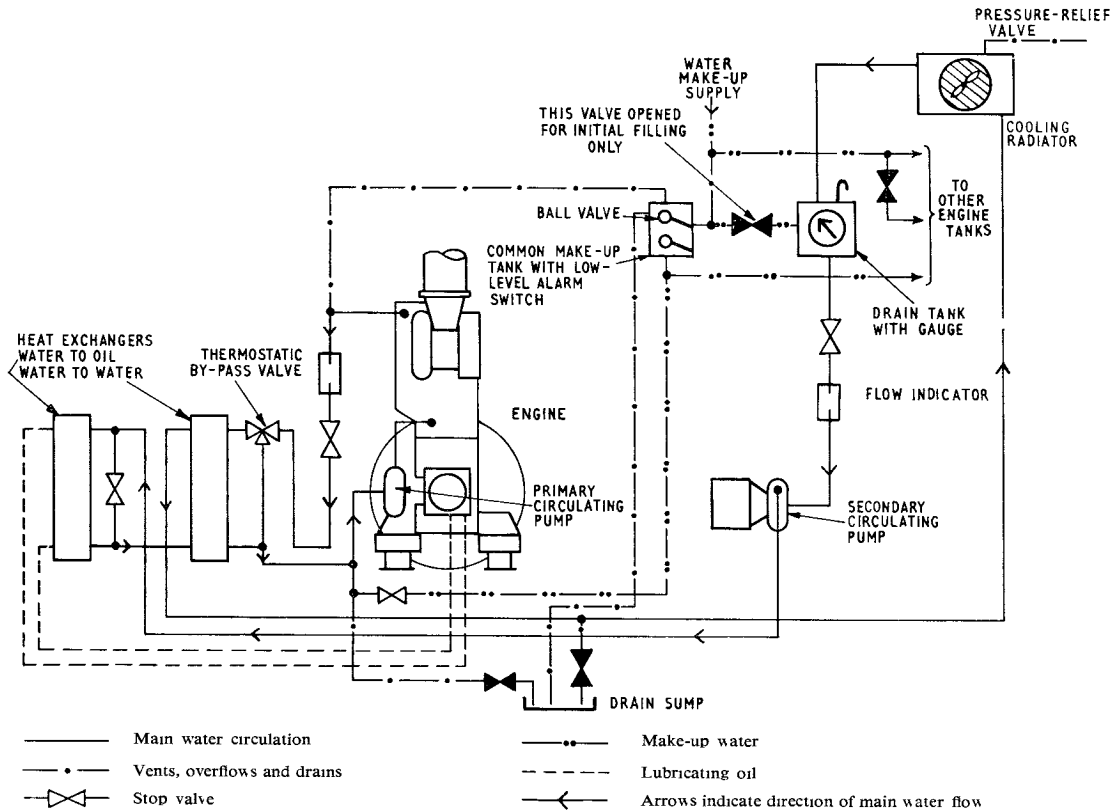 PRESSURE-RELIEF
VALVE
WATER
MAKE-UP
SUPPLY
THIS VALVE OPENED
FOR INITIAL FILLING
ONLY
COOLING
RADIATOR
TO
OTHER
ENGINE
TANKS
BALL VALVE
COMMON MAKE-UP
TANK WITH LOW-
LEVEL ALARM
SWITCH
DRAIN TANK
WITH GAUGE
HEAT EXCHANGERS
WATER TO OIL
WATER TO WATER
THERMOSTATIC
BY-PASS VALVE
FLOW INDICATOR
ENGINE
PRIMARY
CIRCULATING
PUMP
SECONDARY
CIRCULATING
PUMP
DRAIN SUMP
Main water circulation
Vents, overflows and drains
Stop valve
Make-up water
Lubricating oil
Arrows indicate direction of main water flow